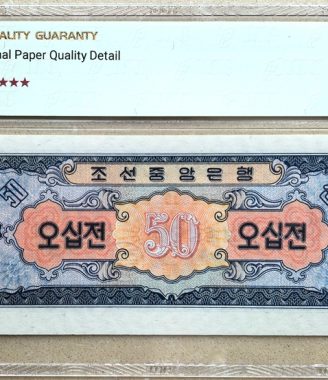 ALITY GUARANTY
nal Paper Quality Detail
★★★
조선중앙은행
50
오십전 50 오십전